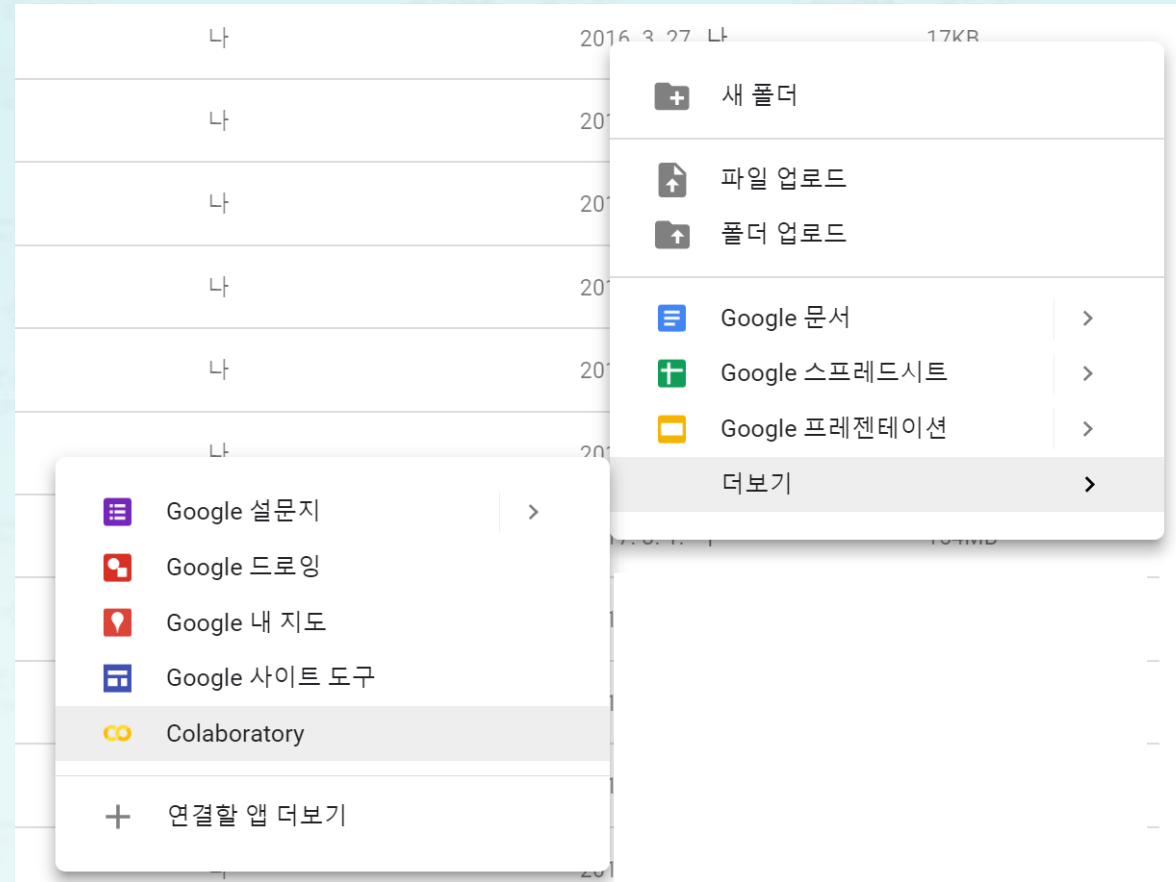 나 2016. 3. 27. 나 17KB
나
나
나
나
나
새 폴더
파일 업로드
폴더 업로드
Google 문서
Google 스프레드시트
Google 프레젠테이션
더보기
Google 설문지
Google 드로잉
Google 내 지도
Google 사이트 도구
Colaboratory
연결할 앱 더보기